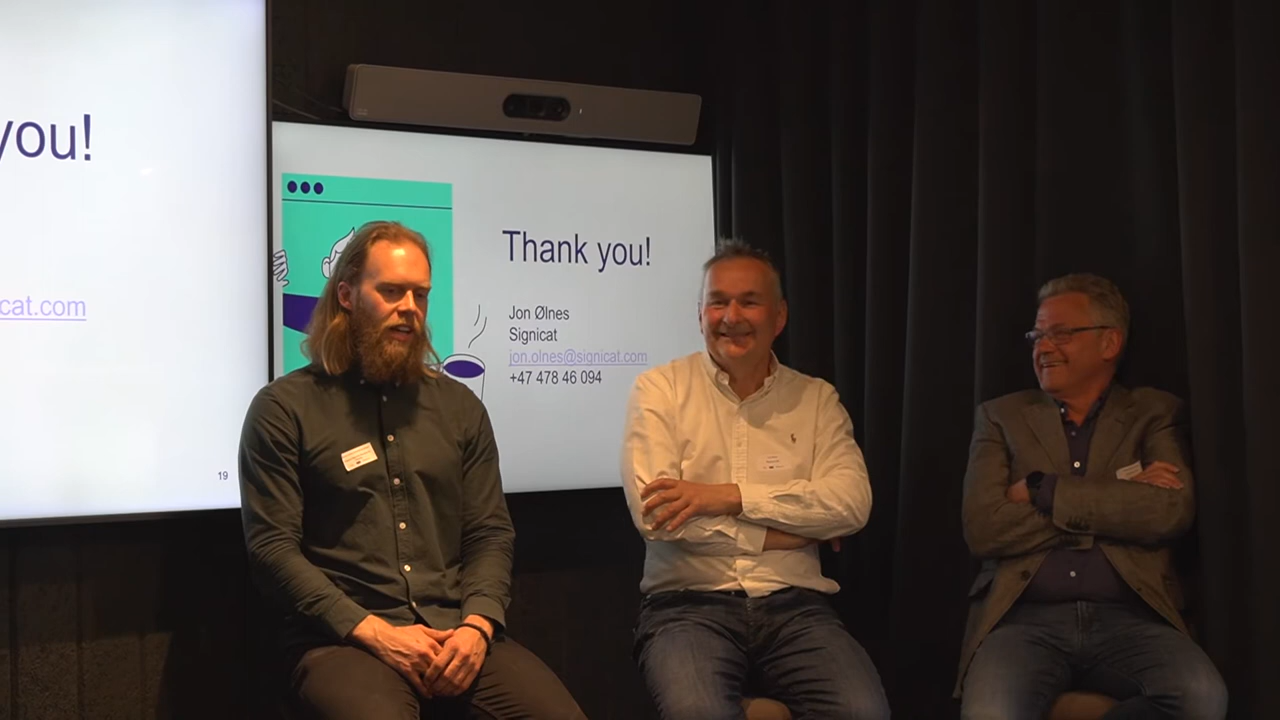 you!
cat.com
19
Thank you!
Jon Ølnes
Signicat
jon.olnes@signicat.com
+47 478 46 094